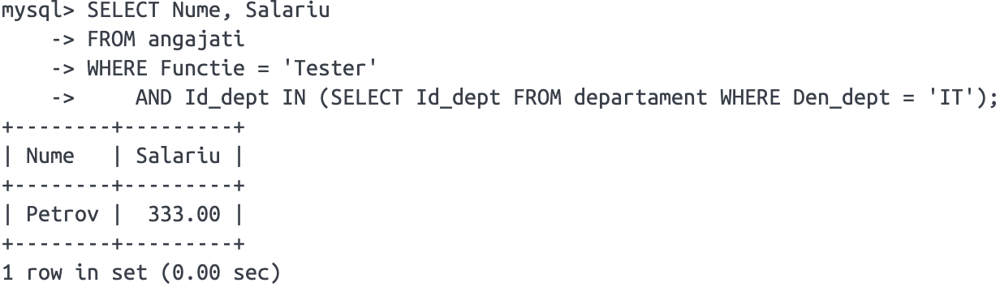 mysql> SELECT Nume, Salariu
    -> FROM angajati
    -> WHERE Functie = 'Tester'
    ->     AND Id_dept IN (SELECT Id_dept FROM departament WHERE Den_dept = 'IT');
+--------+---------+
| Nume   | Salariu |
+--------+---------+
| Petrov |  333.00 |
+--------+---------+
1 row in set (0.00 sec)